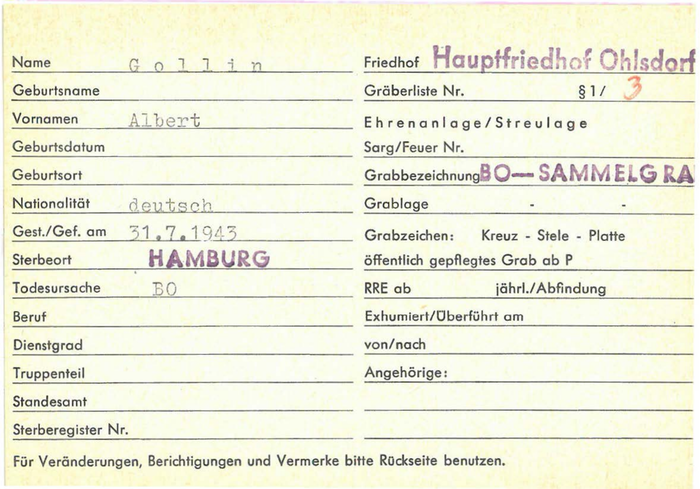 Name G o l l i n
Geburtsname
Vornamen Albert
Geburtsdatum
Geburtsort
Nationalität deutsch
Gest./Gef. am 31.7.1943
Sterbeort HAMBURG
Todesursache BO
Beruf
Dienstgrad
Truppenteil
Standesamt
Sterberegister Nr.
Friedhof Hauptfriedhof Ohlsdorf
Gräberliste Nr. §1/ 3
Ehrenanlage/Streulage
Sarg/Feuer Nr.
Grabbezeichnung BO—SAMMELGRA
Grablage - -
Grabzeichen: Kreuz - Stele - Platte
öffentlich gepflegtes Grab ab P
RRE ab jährl./Abfindung
Exhumiert/Überführt am
von/nach
Angehörige:
Für Veränderungen, Berichtigungen und Vermerke bitte Rückseite benutzen.